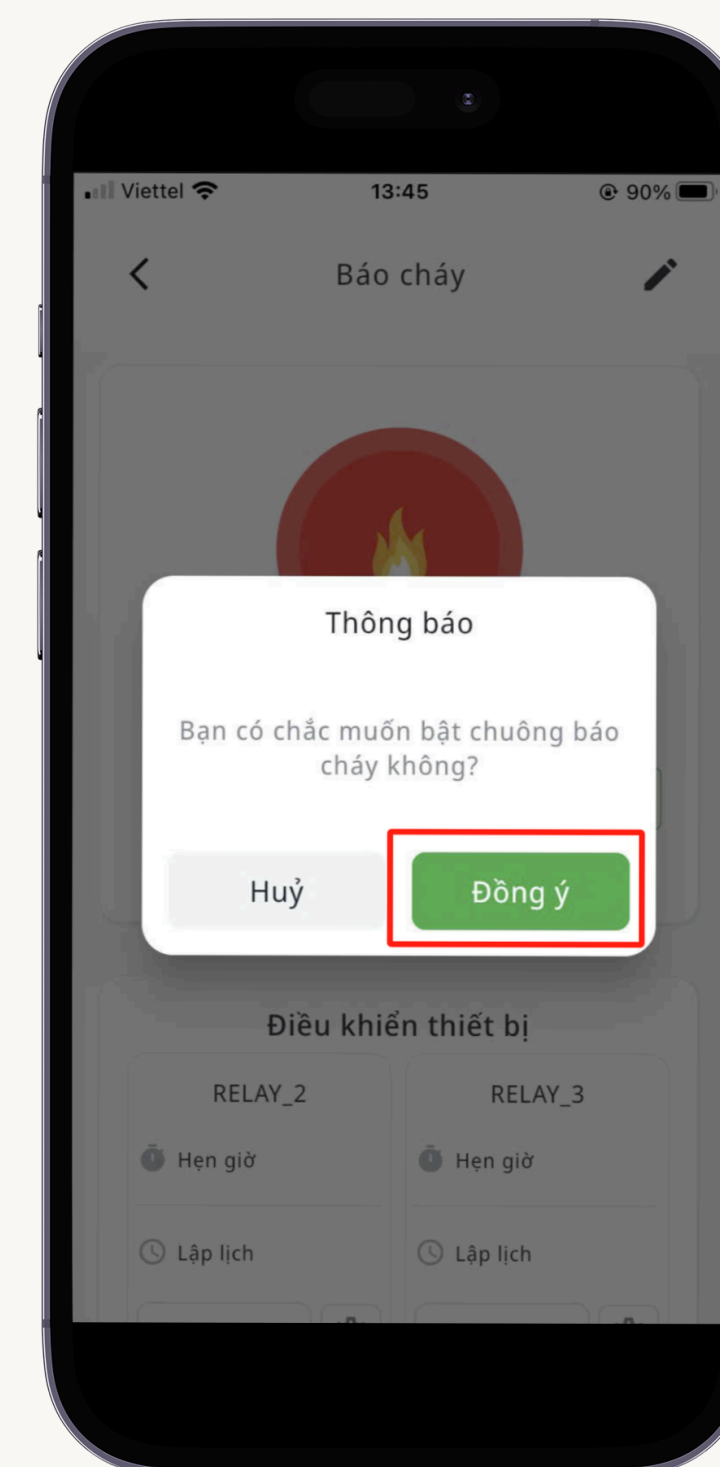 Viettel 13:45 90%
Báo cháy
Thông báo
Bạn có chắc muốn bật chuông báo
cháy không?
Huỷ Đồng ý
Điều khiển thiết bị
RELAY_2 RELAY_3
Hẹn giờ Hẹn giờ
Lập lịch Lập lịch